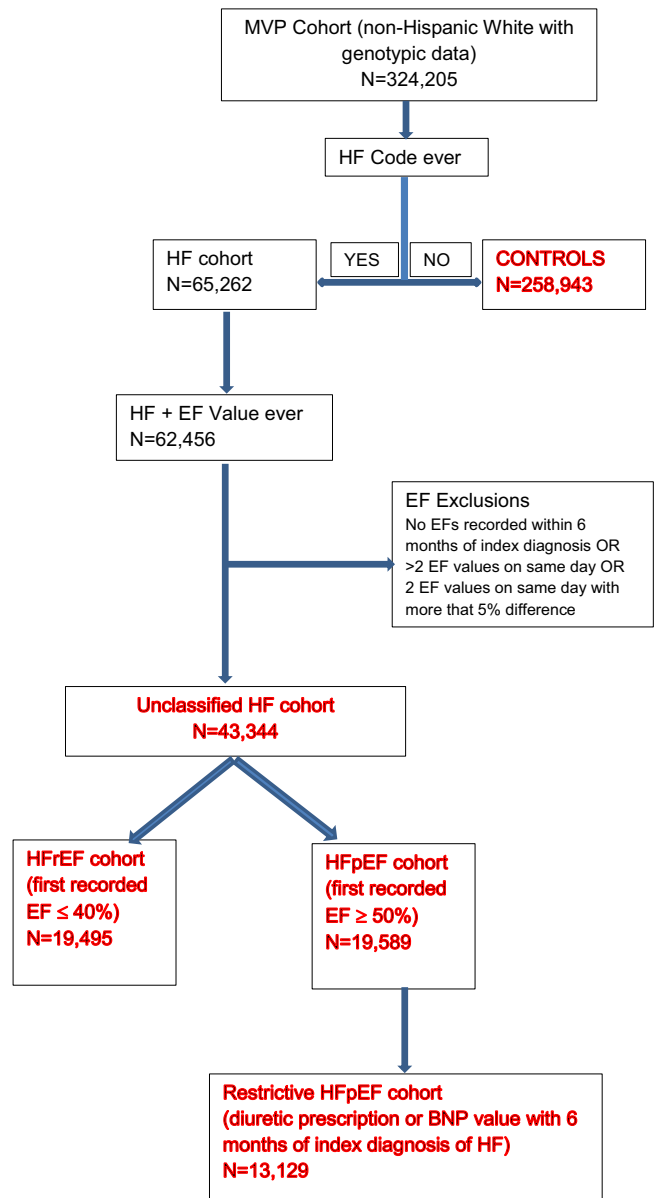 MVP Cohort (non-Hispanic White with
genotypic data)
N=324,205
HF Code ever
HF cohort
N=65,262
YES
NO
CONTROLS
N=258,943
HF + EF Value ever
N=62,456
EF Exclusions
No EFs recorded within 6
months of index diagnosis OR
>2 EF values on same day OR
2 EF values on same day with
more that 5% difference
Unclassified HF cohort
N=43,344
HFrEF cohort
(first recorded
EF ≤ 40%)
N=19,495
HFpEF cohort
(first recorded
EF ≥ 50%)
N=19,589
Restrictive HFpEF cohort
(diuretic prescription or BNP value with 6
months of index diagnosis of HF)
N=13,129